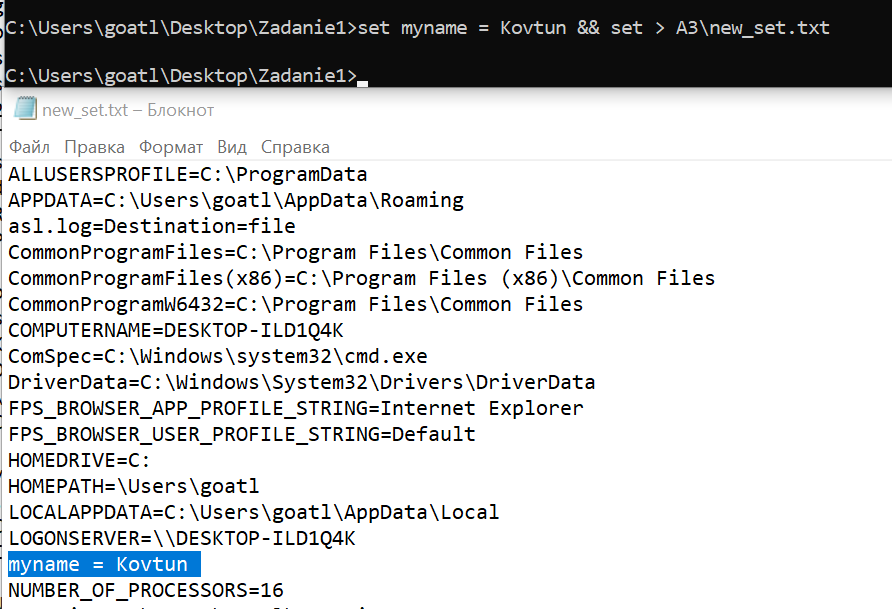 C:\Users\goatl\Desktop\Zadanie1>set myname = Kovtun && set > A3\new_set.txt
C:\Users\goatl\Desktop\Zadanie1>
new_set.txt – Блокнот
Файл Правка Формат Вид Справка
ALLUSERSPROFILE=C:\ProgramData
APPDATA=C:\Users\goatl\AppData\Roaming
asl.log=Destination=file
CommonProgramFiles=C:\Program Files\Common Files
CommonProgramFiles(x86)=C:\Program Files (x86)\Common Files
CommonProgramW6432=C:\Program Files\Common Files
COMPUTERNAME=DESKTOP-ILD1Q4K
ComSpec=C:\Windows\system32\cmd.exe
DriverData=C:\Windows\System32\Drivers\DriverData
FPS_BROWSER_APP_PROFILE_STRING=Internet Explorer
FPS_BROWSER_USER_PROFILE_STRING=Default
HOMEDRIVE=C:
HOMEPATH=\Users\goatl
LOCALAPPDATA=C:\Users\goatl\AppData\Local
LOGONSERVER=\\DESKTOP-ILD1Q4K
myname = Kovtun
NUMBER_OF_PROCESSORS=16